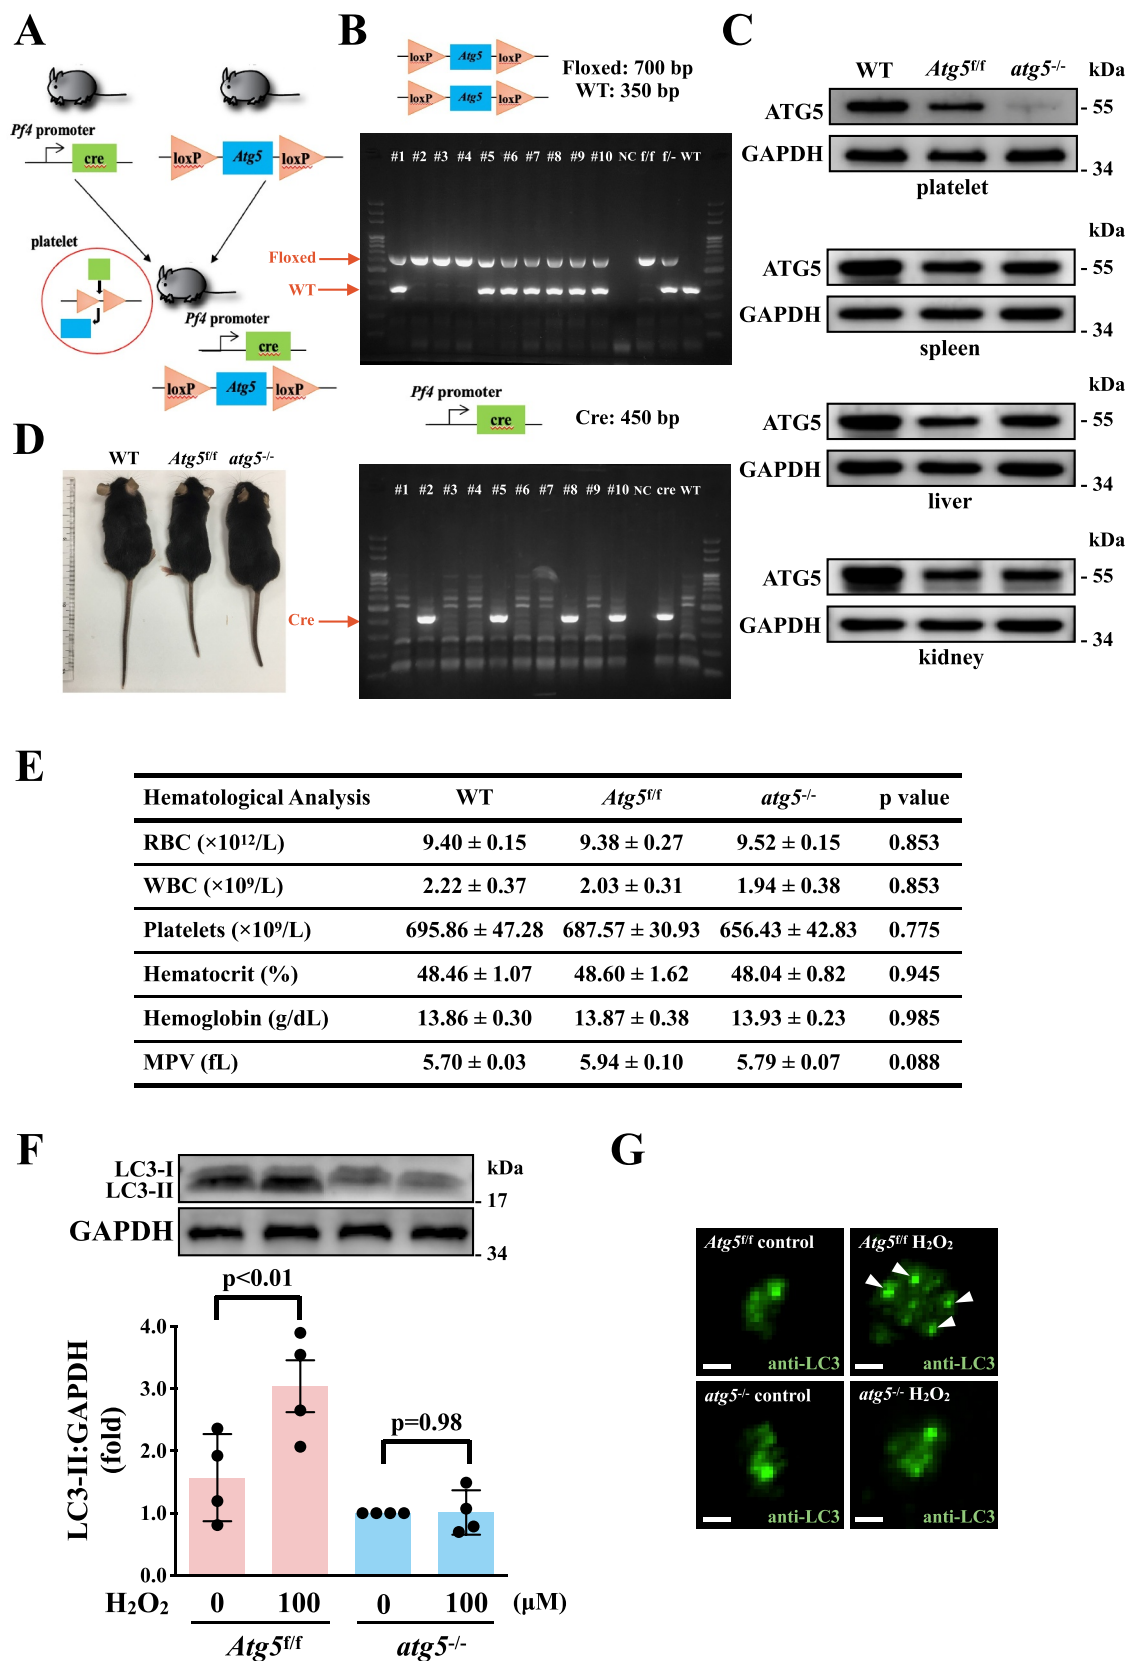 A
Pf4 promoter
cre
loxP Atg5 loxP
platelet
Pf4 promoter
cre
loxP Atg5 loxP
B
loxP Atg5 loxP
loxP Atg5 loxP
Floxed: 700 bp
WT: 350 bp
#1 #2 #3 #4 #5 #6 #7 #8 #9 #10 NC f/f f/- WT
Floxed
WT
Pf4 promoter
cre
Cre: 450 bp
#1 #2 #3 #4 #5 #6 #7 #8 #9 #10 NC cre WT
Cre
C
WT Atg5f/f atg5-/- kDa
ATG5 - 55
GAPDH - 34
platelet
kDa
ATG5 - 55
GAPDH - 34
spleen
kDa
ATG5 - 55
GAPDH - 34
liver
kDa
ATG5 - 55
GAPDH - 34
kidney
D
WT Atg5f/f atg5-/-
E
Hematological Analysis WT Atg5f/f atg5-/- p value
RBC (×10¹²/L) 9.40 ± 0.15 9.38 ± 0.27 9.52 ± 0.15 0.853
WBC (×10⁹/L) 2.22 ± 0.37 2.03 ± 0.31 1.94 ± 0.38 0.853
Platelets (×10⁹/L) 695.86 ± 47.28 687.57 ± 30.93 656.43 ± 42.83 0.775
Hematocrit (%) 48.46 ± 1.07 48.60 ± 1.62 48.04 ± 0.82 0.945
Hemoglobin (g/dL) 13.86 ± 0.30 13.87 ± 0.38 13.93 ± 0.23 0.985
MPV (fL) 5.70 ± 0.03 5.94 ± 0.10 5.79 ± 0.07 0.088
F
LC3-I kDa
LC3-II - 17
GAPDH
- 34
p<0.01
p=0.98
LC3-II:GAPDH
(fold)
4.0
3.0
2.0
1.0
0.0
H₂O₂ 0 100 0 100 (μM)
Atg5f/f atg5-/-
G
Atg5f/f control
anti-LC3
Atg5f/f H₂O₂
anti-LC3
atg5-/- control
anti-LC3
atg5-/- H₂O₂
anti-LC3